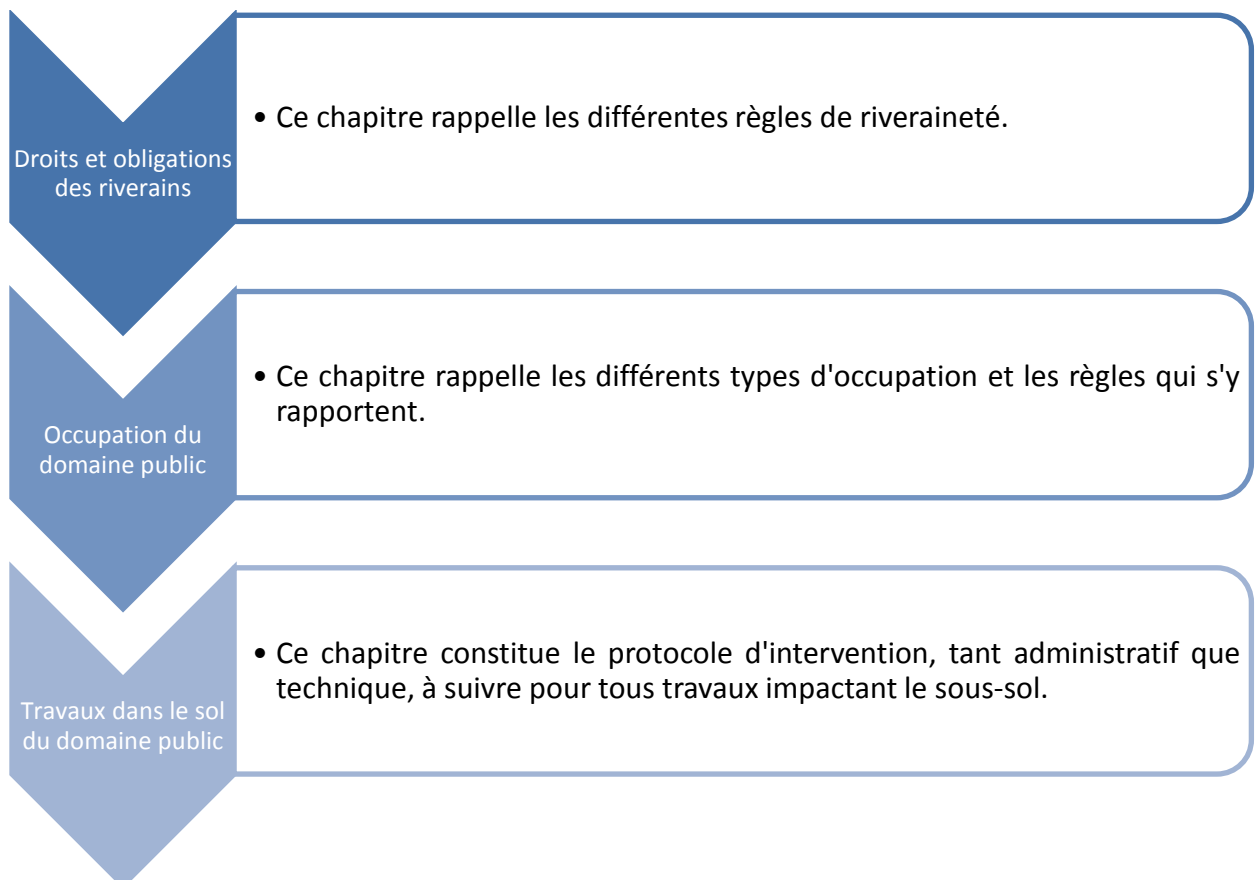 Droits et obligations
des riverains
• Ce chapitre rappelle les différentes règles de riveraineté.
Occupation du
domaine public
• Ce chapitre rappelle les différents types d'occupation et les règles qui s'y
rapportent.
Travaux dans le sol
du domaine public
• Ce chapitre constitue le protocole d'intervention, tant administratif que
technique, à suivre pour tous travaux impactant le sous-sol.